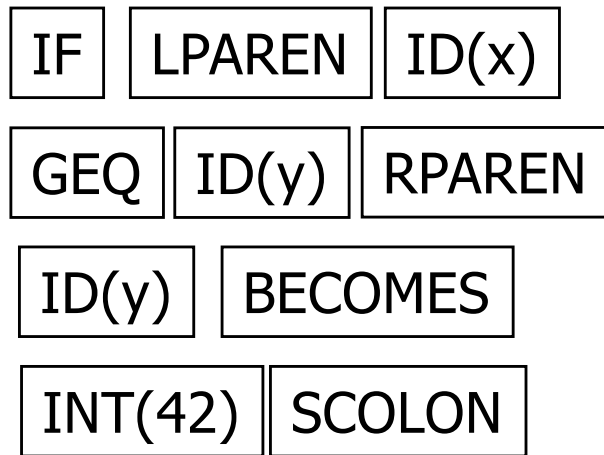 IF LPAREN ID(x)
GEQ ID(y) RPAREN
ID(y) BECOMES
INT(42) SCOLON